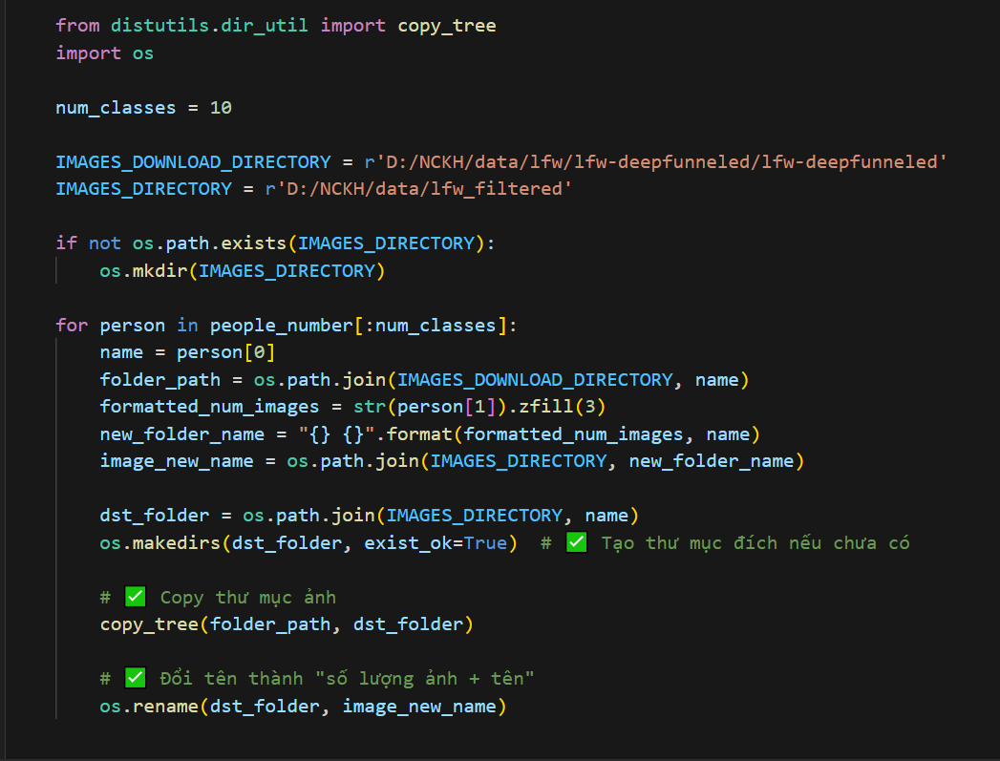 from distutils.dir_util import copy_tree
import os
num_classes = 10
IMAGES_DOWNLOAD_DIRECTORY = r'D:/NCKH/data/lfw/lfw-deepfunneled/lfw-deepfunneled'
IMAGES_DIRECTORY = r'D:/NCKH/data/lfw_filtered'
if not os.path.exists(IMAGES_DIRECTORY):
    os.mkdir(IMAGES_DIRECTORY)
for person in people_number[:num_classes]:
    name = person[0]
    folder_path = os.path.join(IMAGES_DOWNLOAD_DIRECTORY, name)
    formatted_num_images = str(person[1]).zfill(3)
    new_folder_name = "{} {}".format(formatted_num_images, name)
    image_new_name = os.path.join(IMAGES_DIRECTORY, new_folder_name)
    dst_folder = os.path.join(IMAGES_DIRECTORY, name)
    os.makedirs(dst_folder, exist_ok=True)  # ✅ Tạo thư mục đích nếu chưa có
    # ✅ Copy thư mục ảnh
    copy_tree(folder_path, dst_folder)
    # ✅ Đổi tên thành "số lượng ảnh + tên"
    os.rename(dst_folder, image_new_name)